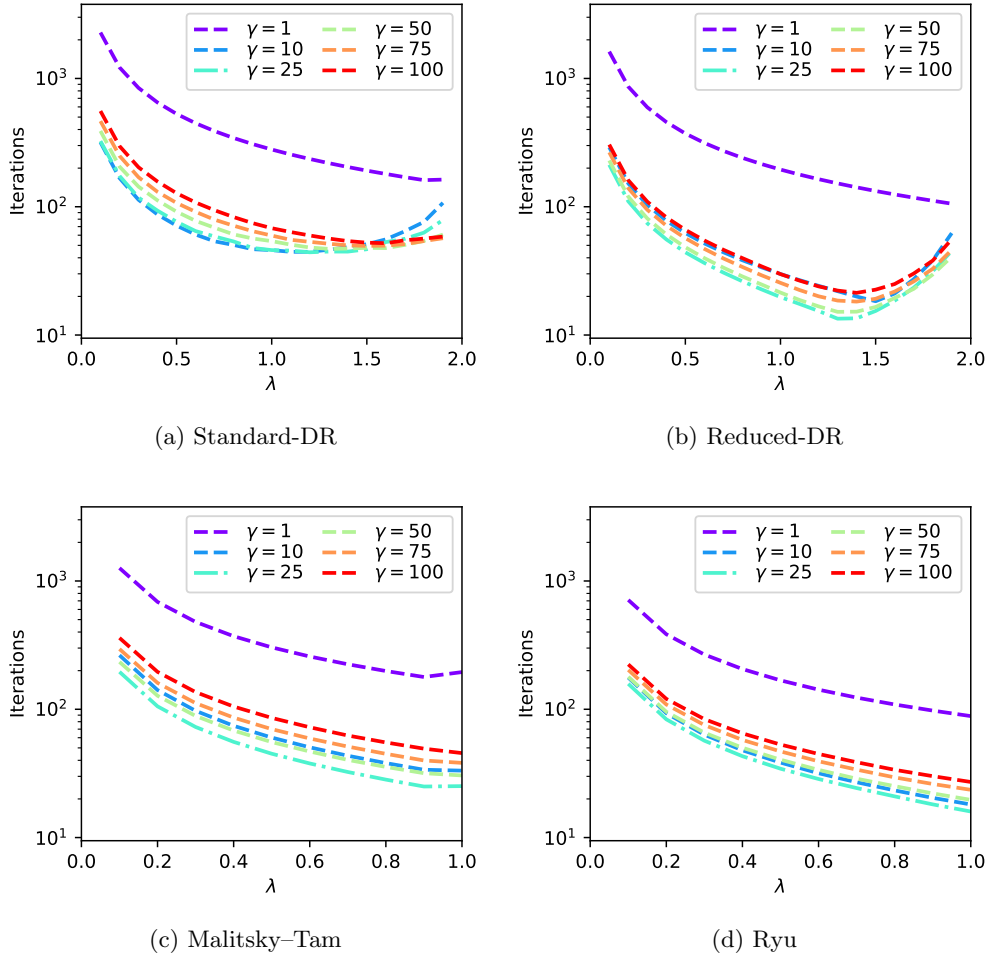 γ = 1 γ = 50
γ = 10 γ = 75
γ = 25 γ = 100
10³
10²
10¹
Iterations
0.0 0.5 1.0 1.5 2.0
λ
(a) Standard-DR
γ = 1 γ = 50
γ = 10 γ = 75
γ = 25 γ = 100
10³
10²
10¹
Iterations
0.0 0.5 1.0 1.5 2.0
λ
(b) Reduced-DR
γ = 1 γ = 50
γ = 10 γ = 75
γ = 25 γ = 100
10³
10²
10¹
Iterations
0.0 0.2 0.4 0.6 0.8 1.0
λ
(c) Malitsky–Tam
γ = 1 γ = 50
γ = 10 γ = 75
γ = 25 γ = 100
10³
10²
10¹
Iterations
0.0 0.2 0.4 0.6 0.8 1.0
λ
(d) Ryu